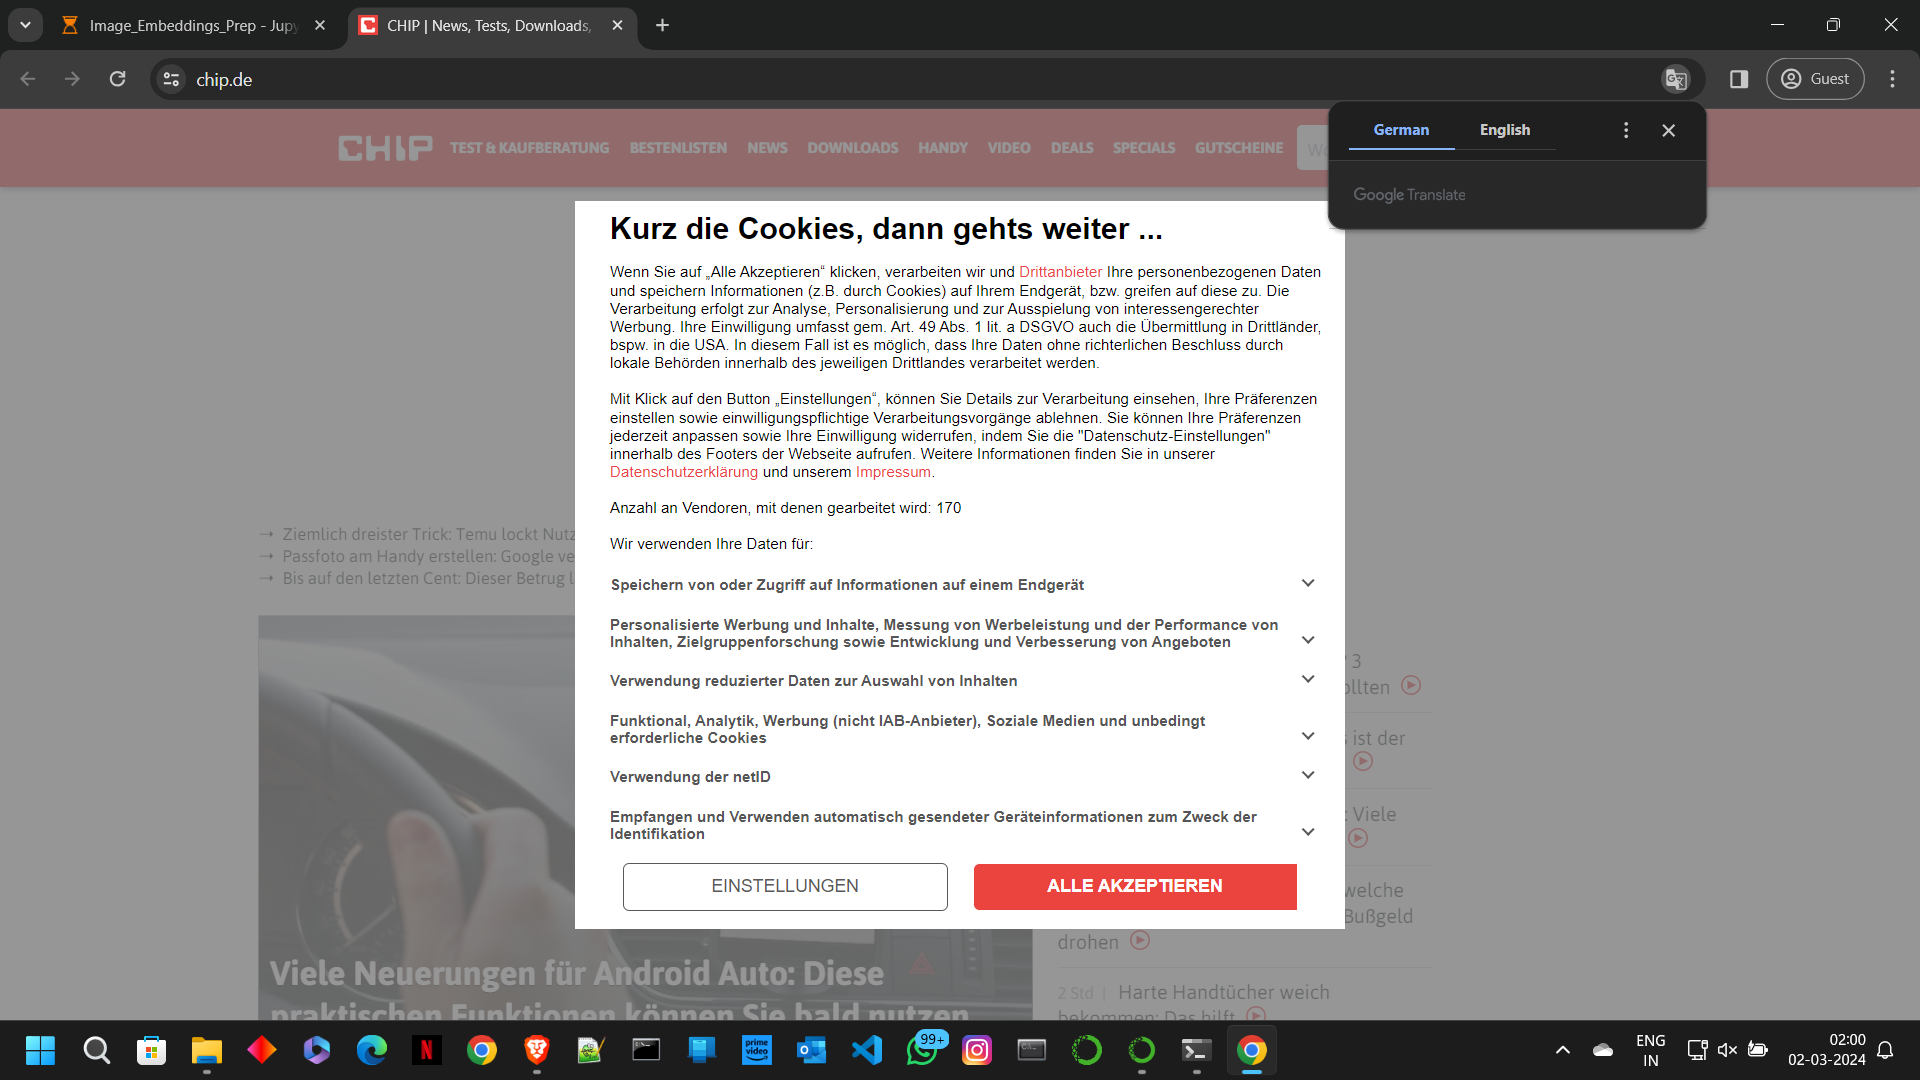 Image_Embeddings_Prep - Jupy
CHIP | News, Tests, Downloads,
chip.de
Guest
German
English
Google Translate
CHIP
TEST & KAUFBERATUNG
BESTENLISTEN
NEWS
DOWNLOADS
HANDY
VIDEO
DEALS
SPECIALS
GUTSCHEINE
Kurz die Cookies, dann gehts weiter ...
Wenn Sie auf „Alle Akzeptieren“ klicken, verarbeiten wir und Drittanbieter Ihre personenbezogenen Daten
und speichern Informationen (z.B. durch Cookies) auf Ihrem Endgerät, bzw. greifen auf diese zu. Die
Verarbeitung erfolgt zur Analyse, Personalisierung und zur Ausspielung von interessengerechter
Werbung. Ihre Einwilligung umfasst gem. Art. 49 Abs. 1 lit. a DSGVO auch die Übermittlung in Drittländer,
bspw. in die USA. In diesem Fall ist es möglich, dass Ihre Daten ohne richterlichen Beschluss durch
lokale Behörden innerhalb des jeweiligen Drittlandes verarbeitet werden.
Mit Klick auf den Button „Einstellungen“, können Sie Details zur Verarbeitung einsehen, Ihre Präferenzen
einstellen sowie einwilligungspflichtige Verarbeitungsvorgänge ablehnen. Sie können Ihre Präferenzen
jederzeit anpassen sowie Ihre Einwilligung widerrufen, indem Sie die "Datenschutz-Einstellungen"
innerhalb des Footers der Webseite aufrufen. Weitere Informationen finden Sie in unserer
Datenschutzerklärung und unserem Impressum.
Anzahl an Vendoren, mit denen gearbeitet wird: 170
Wir verwenden Ihre Daten für:
Speichern von oder Zugriff auf Informationen auf einem Endgerät
Personalisierte Werbung und Inhalte, Messung von Werbeleistung und der Performance von
Inhalten, Zielgruppenforschung sowie Entwicklung und Verbesserung von Angeboten
Verwendung reduzierter Daten zur Auswahl von Inhalten
Funktional, Analytik, Werbung (nicht IAB-Anbieter), Soziale Medien und unbedingt
erforderliche Cookies
Verwendung der netID
Empfangen und Verwenden automatisch gesendeter Geräteinformationen zum Zweck der
Identifikation
EINSTELLUNGEN
ALLE AKZEPTIEREN
→ Ziemlich dreister Trick: Temu lockt Nutz
→ Passfoto am Handy erstellen: Google ve
→ Bis auf den letzten Cent: Dieser Betrug l
Viele Neuerungen für Android Auto: Diese
praktischen Funktionen können Sie bald nutzen
3
ollten
ist der
: Viele
welche
Bußgeld
drohen
2 Std | Harte Handtücher weich
bekommen: Das hilft
prime video
99+
ENG
IN
02:00
02-03-2024